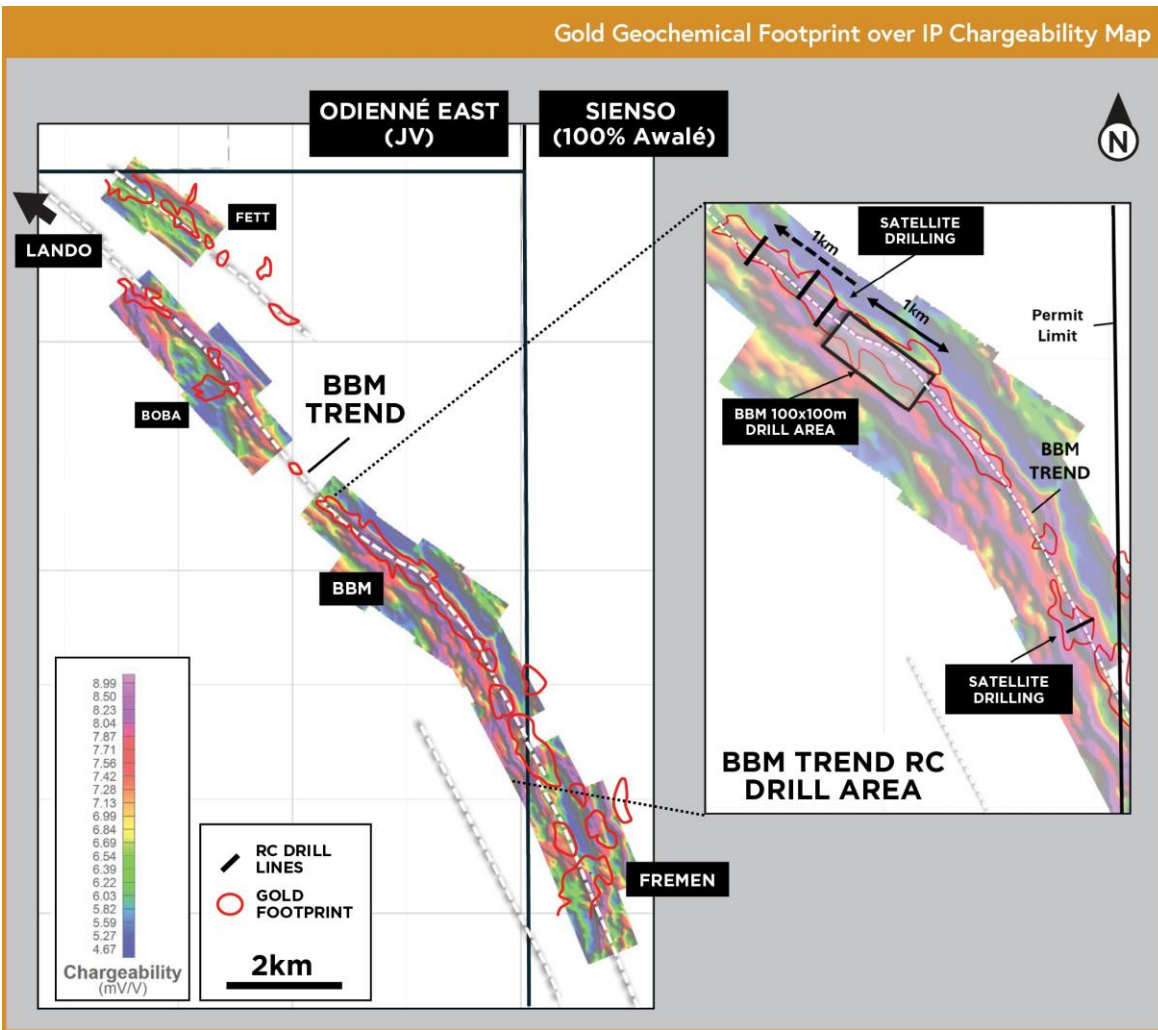 Gold Geochemical Footprint over IP Chargeability Map
ODIENNÉ EAST
(JV)
SIENSO
(100% Awalé)
N
FETT
LANDO
BOBA
BBM
TREND
BBM
FREMEN
8.99
8.50
8.23
8.04
7.87
7.71
7.56
7.42
7.28
7.13
6.99
6.84
6.69
6.54
6.39
6.22
6.03
5.82
5.59
5.27
4.67
Chargeability
(mV/V)
RC DRILL
LINES
GOLD
FOOTPRINT
2km
SATELLITE
DRILLING
1km
1km
Permit
Limit
BBM 100x100m
DRILL AREA
BBM
TREND
SATELLITE
DRILLING
BBM TREND RC
DRILL AREA